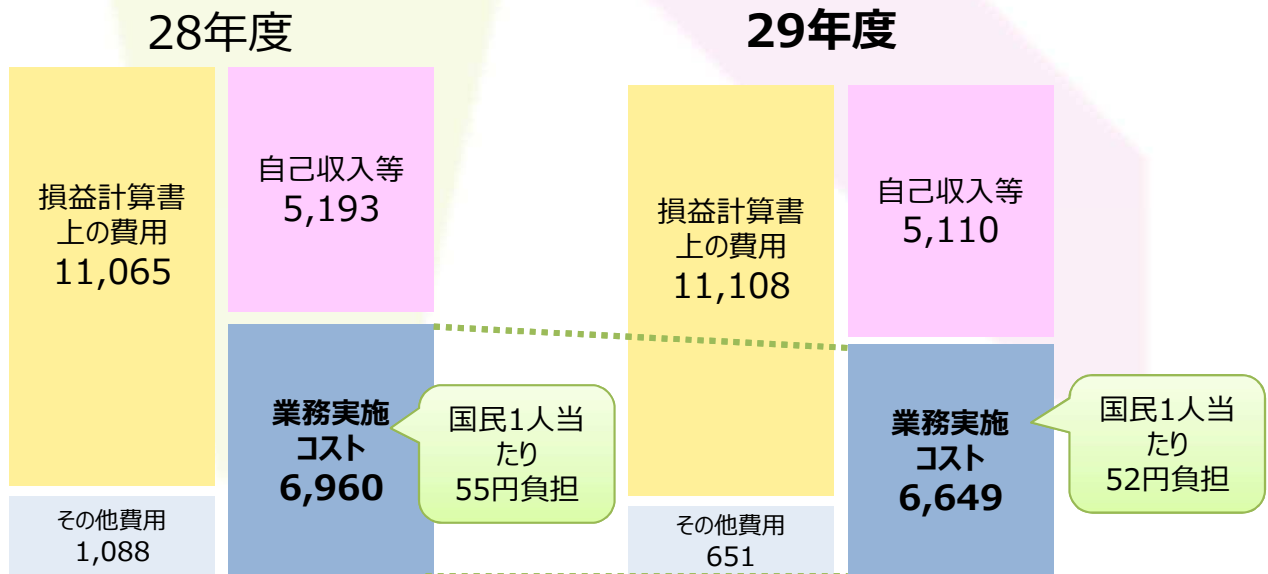 28年度
損益計算書
上の費用
11,065
その他費用
1,088
自己収入等
5,193
業務実施
コスト
6,960
国民1人当
たり
55円負担
29年度
損益計算書
上の費用
11,108
その他費用
651
自己収入等
5,110
業務実施
コスト
6,649
国民1人当
たり
52円負担